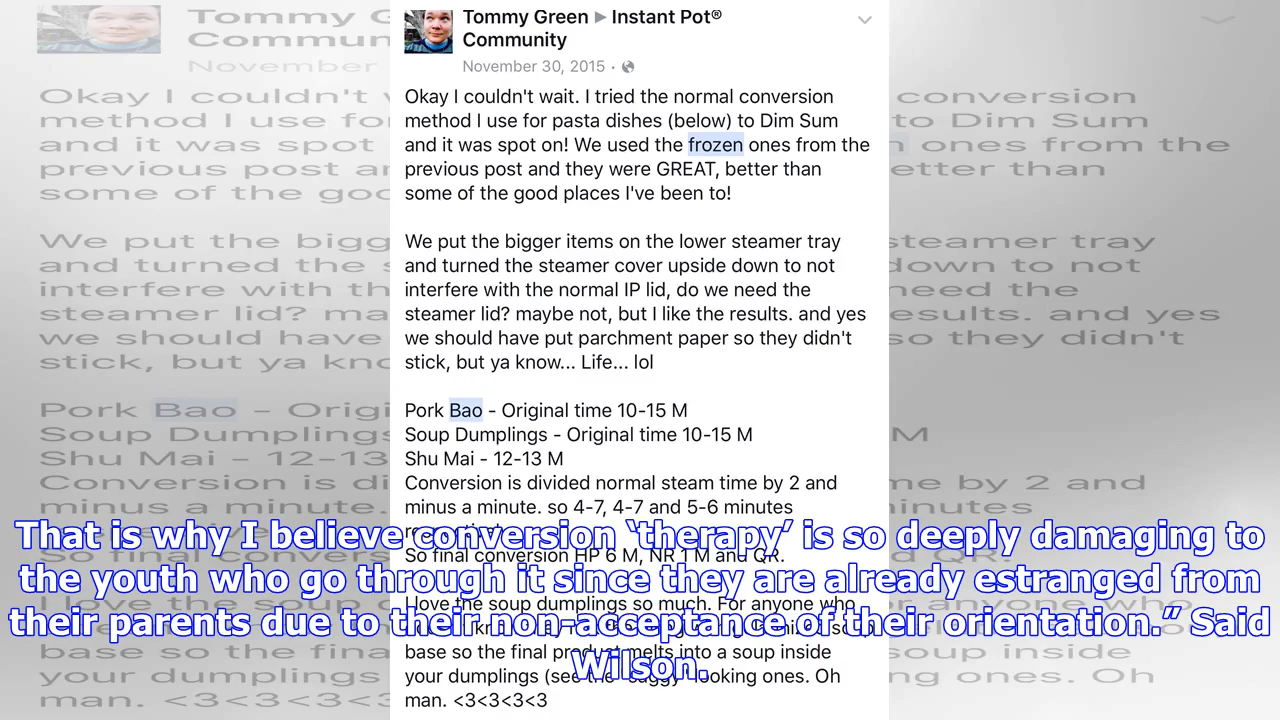 Tommy Green ▶ Instant Pot®
Community
November 30, 2015 ·
Okay I couldn't wait. I tried the normal conversion
method I use for pasta dishes (below) to Dim Sum
and it was spot on! We used the frozen ones from the
previous post and they were GREAT, better than
some of the good places I've been to!
We put the bigger items on the lower steamer tray
and turned the steamer cover upside down to not
interfere with the normal IP lid, do we need the
steamer lid? maybe not, but I like the results. and yes
we should have put parchment paper so they didn't
stick, but ya know... Life... lol
Pork Bao - Original time 10-15 M
Soup Dumplings - Original time 10-15 M
Shu Mai - 12-13 M
Conversion is divided normal steam time by 2 and
minus a minute. so 4-7, 4-7 and 5-6 minutes
So final conversion HP 6 M, NR 1 M and QR.
I love the soup dumplings so much. For anyone who
base so the final product melts into a soup inside
your dumplings (see the looking ones. Oh
man. <3<3<3<3
That is why I believe conversion ‘therapy’ is so deeply damaging to
the youth who go through it since they are already estranged from
their parents due to their non-acceptance of their orientation.” Said
Wilson.